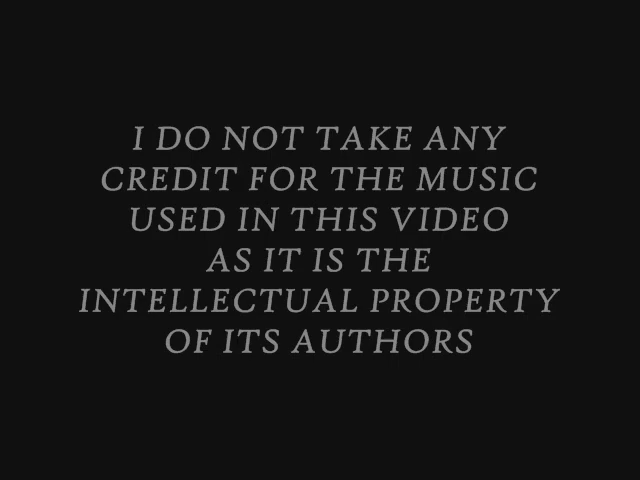 I DO NOT TAKE ANY
CREDIT FOR THE MUSIC
USED IN THIS VIDEO
AS IT IS THE
INTELLECTUAL PROPERTY
OF ITS AUTHORS